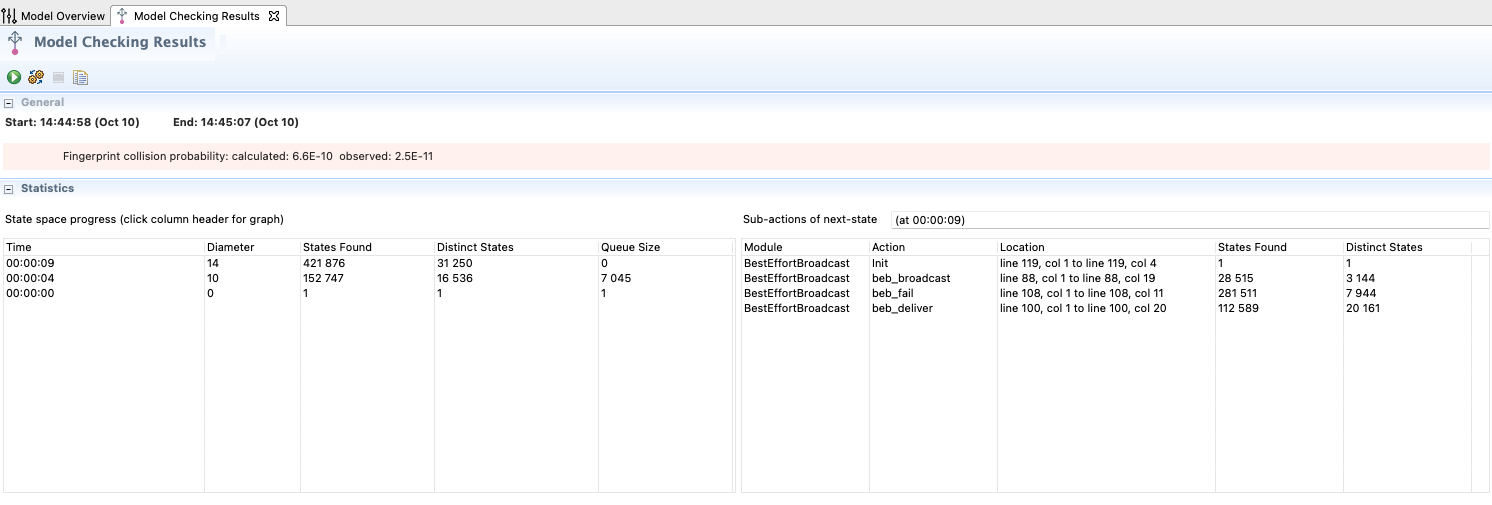 Model Overview Model Checking Results
Model Checking Results
General
Start: 14:44:58 (Oct 10) End: 14:45:07 (Oct 10)
Fingerprint collision probability: calculated: 6.6E-10 observed: 2.5E-11
Statistics
State space progress (click column header for graph)
Time Diameter States Found Distinct States Queue Size
00:00:09 14 421 876 31 250 0
00:00:04 10 152 747 16 536 7 045
00:00:00 0 1 1 1
Sub-actions of next-state (at 00:00:09)
Module Action Location States Found Distinct States
BestEffortBroadcast Init line 119, col 1 to line 119, col 4 1 1
BestEffortBroadcast beb_broadcast line 88, col 1 to line 88, col 19 28 515 3 144
BestEffortBroadcast beb_fail line 108, col 1 to line 108, col 11 281 511 7 944
BestEffortBroadcast beb_deliver line 100, col 1 to line 100, col 20 112 589 20 161